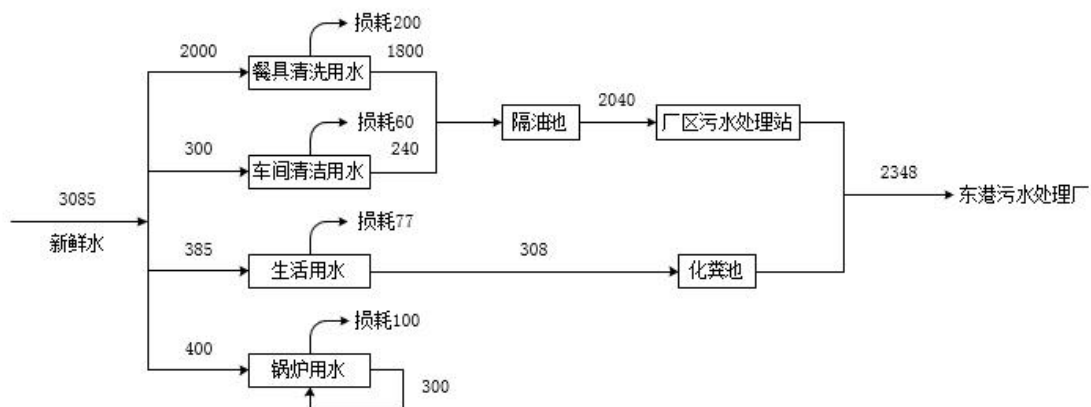 损耗200
2000
1800
餐具清洗用水
损耗60
300
240
车间清洁用水
隔油池
2040
厂区污水处理站
3085
新鲜水
2348
东港污水处理厂
损耗77
385
308
生活用水
化粪池
损耗100
400
锅炉用水
300